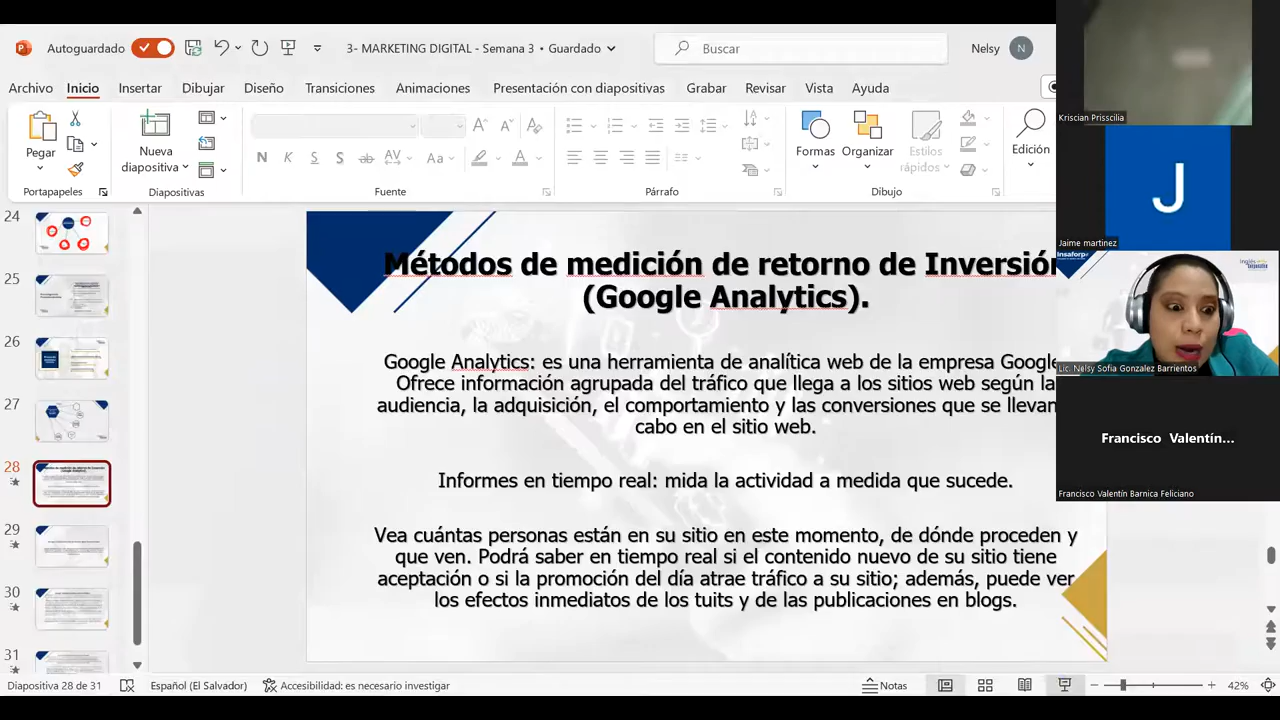 Autoguardado
3- MARKETING DIGITAL - Semana 3 • Guardado
Buscar
Nelsy
N
Archivo Inicio Insertar Dibujar Diseño Transiciones Animaciones Presentación con diapositivas Grabar Revisar Vista Ayuda
Pegar
Nueva
diapositiva
Formas
Organizar
Estilos
rápidos
Edición
Portapapeles
Diapositivas
Fuente
Párrafo
Dibujo
24
25
26
27
28
29
30
31
Métodos de medición de retorno de Inversión
(Google Analytics).
Google Analytics: es una herramienta de analítica web de la empresa Google
Ofrece información agrupada del tráfico que llega a los sitios web según la
audiencia, la adquisición, el comportamiento y las conversiones que se llevan
cabo en el sitio web.
Informes en tiempo real: mida la actividad a medida que sucede.
Vea cuántas personas están en su sitio en este momento, de dónde proceden y
que ven. Podrá saber en tiempo real si el contenido nuevo de su sitio tiene
aceptación o si la promoción del día atrae tráfico a su sitio; además, puede ver
los efectos inmediatos de los tuits y de las publicaciones en blogs.
Kriscian Prisscilia
J
Jaime martinez
Insaforp
Inglés
corporativo
Lic. Nelsy Sofia Gonzalez Barrientos
Francisco Valentín...
Francisco Valentín Barnica Feliciano
Diapositiva 28 de 31
Español (El Salvador)
Accesibilidad: es necesario investigar
Notas
42%